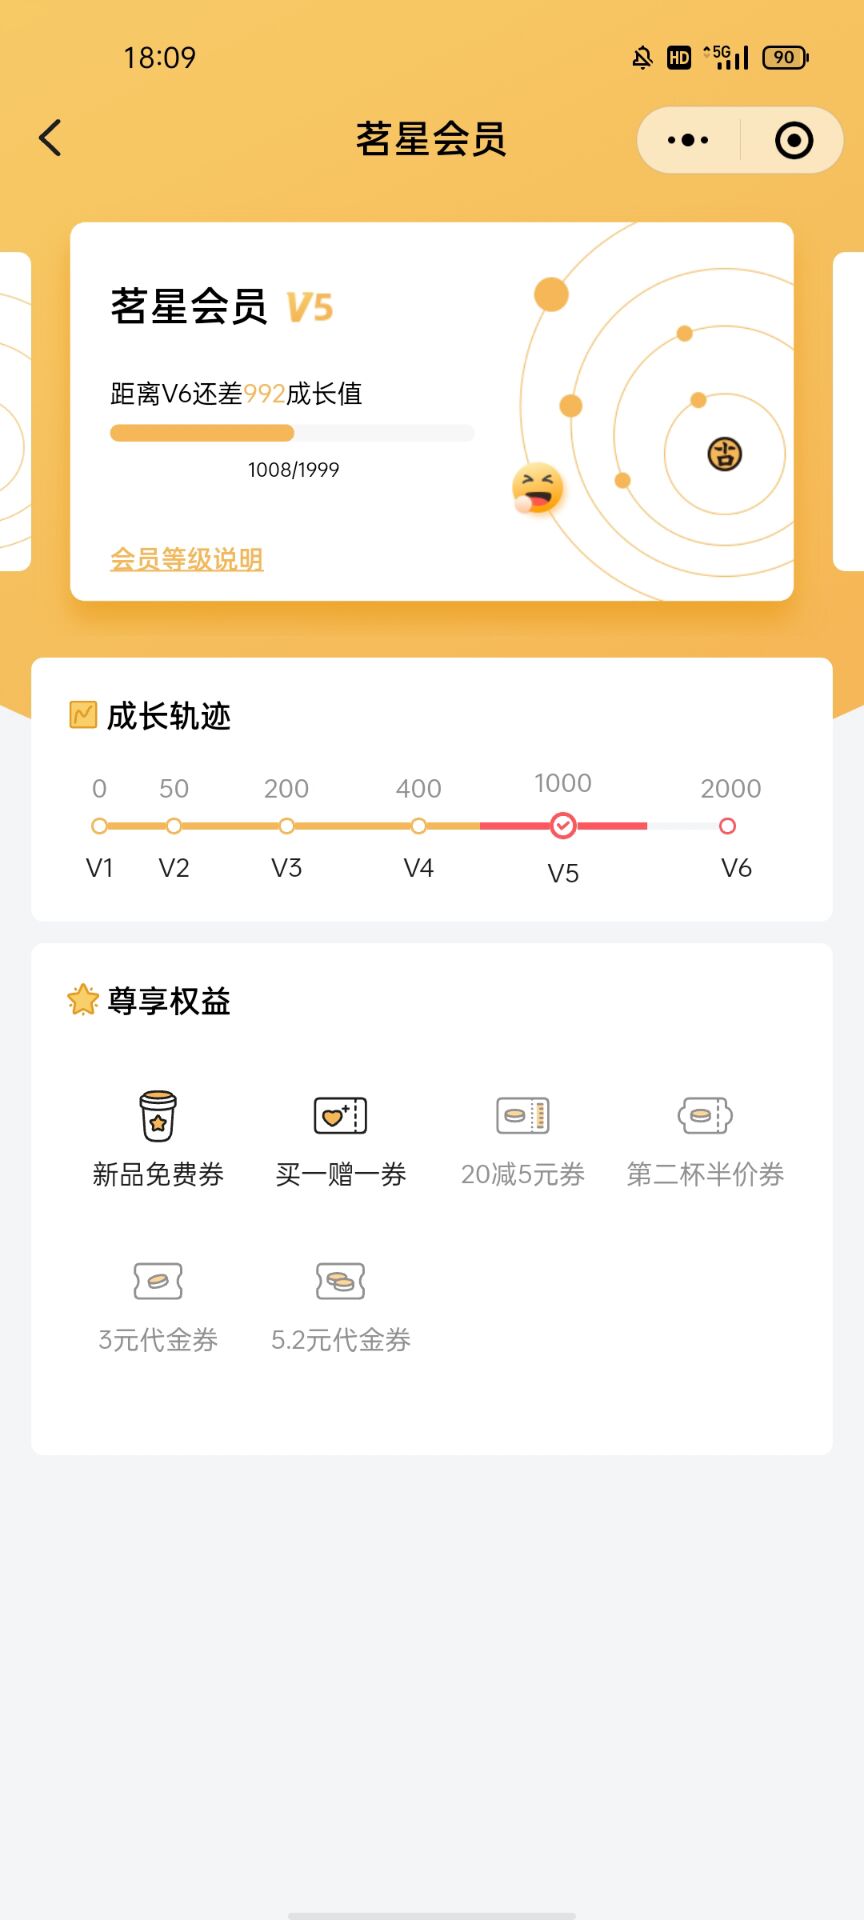 18:09
HD 5G 90
茗星会员
茗星会员 V5
距离V6还差992成长值
1008/1999
会员等级说明
成长轨迹
0 50 200 400 1000 2000
V1 V2 V3 V4 V5 V6
尊享权益
新品免费券 买一赠一券 20减5元券 第二杯半价券
3元代金券 5.2元代金券